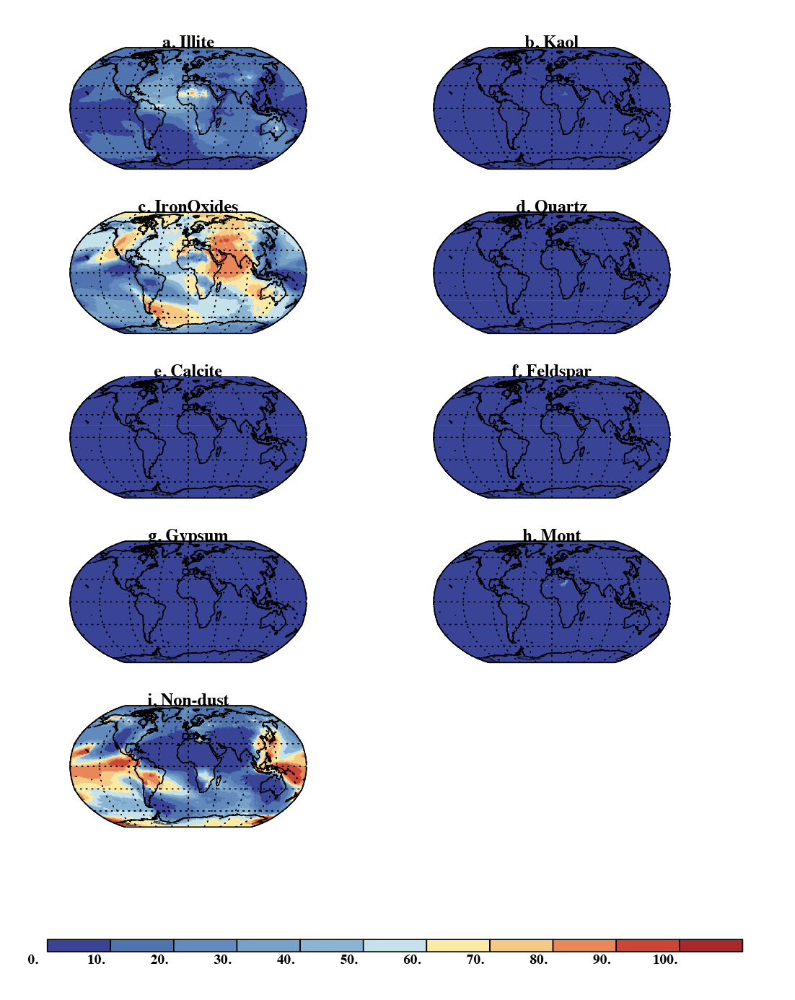 a. Illite
b. Kaol
c. IronOxides
d. Quartz
e. Calcite
f. Feldspar
g. Gypsum
h. Mont
i. Non-dust
0. 10. 20. 30. 40. 50. 60. 70. 80. 90. 100.